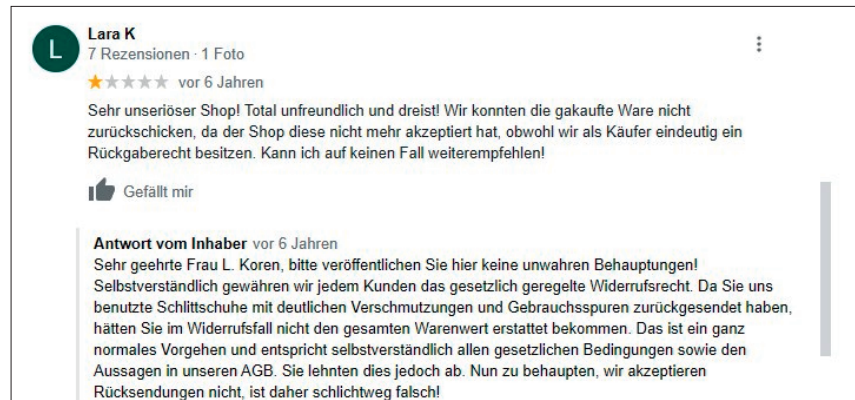 L
Lara K
7 Rezensionen · 1 Foto
vor 6 Jahren
Sehr unseriöser Shop! Total unfreundlich und dreist! Wir konnten die gakaufte Ware nicht
zurückschicken, da der Shop diese nicht mehr akzeptiert hat, obwohl wir als Käufer eindeutig ein
Rückgaberecht besitzen. Kann ich auf keinen Fall weiterempfehlen!
Gefällt mir
Antwort vom Inhaber vor 6 Jahren
Sehr geehrte Frau L. Koren, bitte veröffentlichen Sie hier keine unwahren Behauptungen!
Selbstverständlich gewähren wir jedem Kunden das gesetzlich geregelte Widerrufsrecht. Da Sie uns
benutzte Schlittschuhe mit deutlichen Verschmutzungen und Gebrauchsspuren zurückgesendet haben,
hätten Sie im Widerrufsfall nicht den gesamten Warenwert erstattet bekommen. Das ist ein ganz
normales Vorgehen und entspricht selbstverständlich allen gesetzlichen Bedingungen sowie den
Aussagen in unseren AGB. Sie lehnten dies jedoch ab. Nun zu behaupten, wir akzeptieren
Rücksendungen nicht, ist daher schlichtweg falsch!